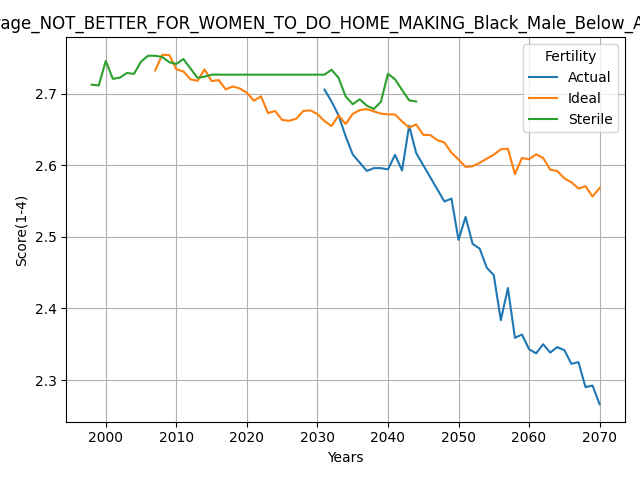 rage_NOT_BETTER_FOR_WOMEN_TO_DO_HOME_MAKING_Black_Male_Below_A
Fertility
Actual
Ideal
Sterile
Score(1-4)
2.7
2.6
2.5
2.4
2.3
2000 2010 2020 2030 2040 2050 2060 2070
Years